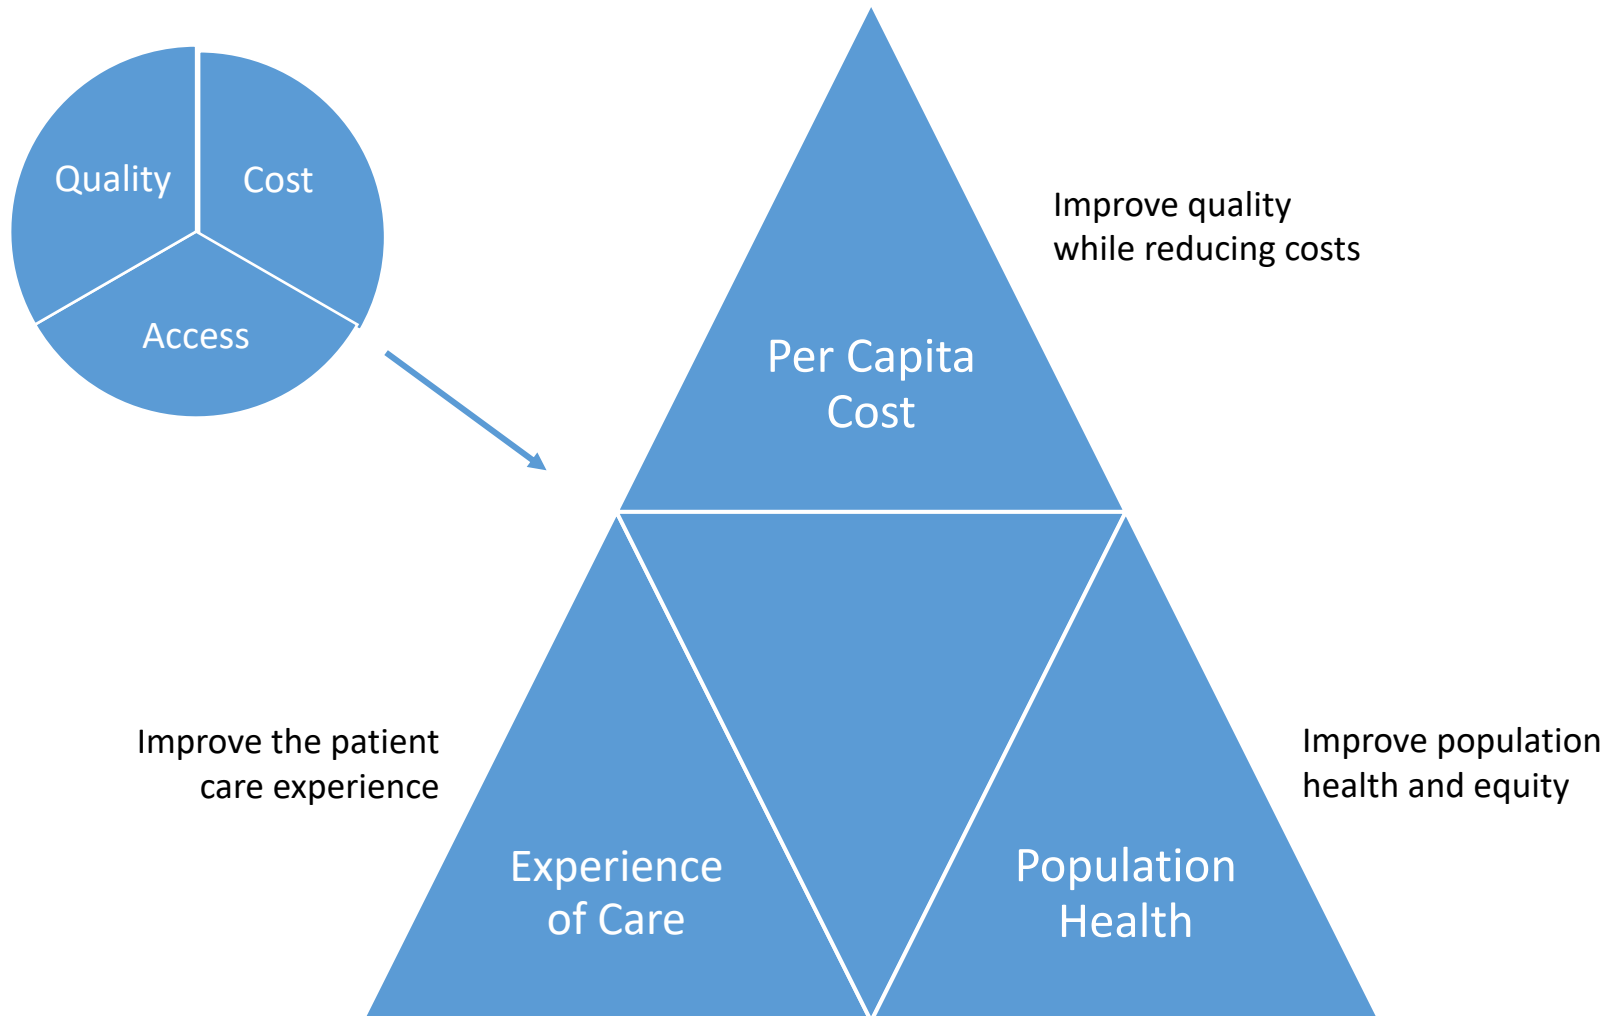 Quality
Cost
Access
Improve quality
while reducing costs
Per Capita
Cost
Improve the patient
care experience
Improve population
health and equity
Experience
of Care
Population
Health